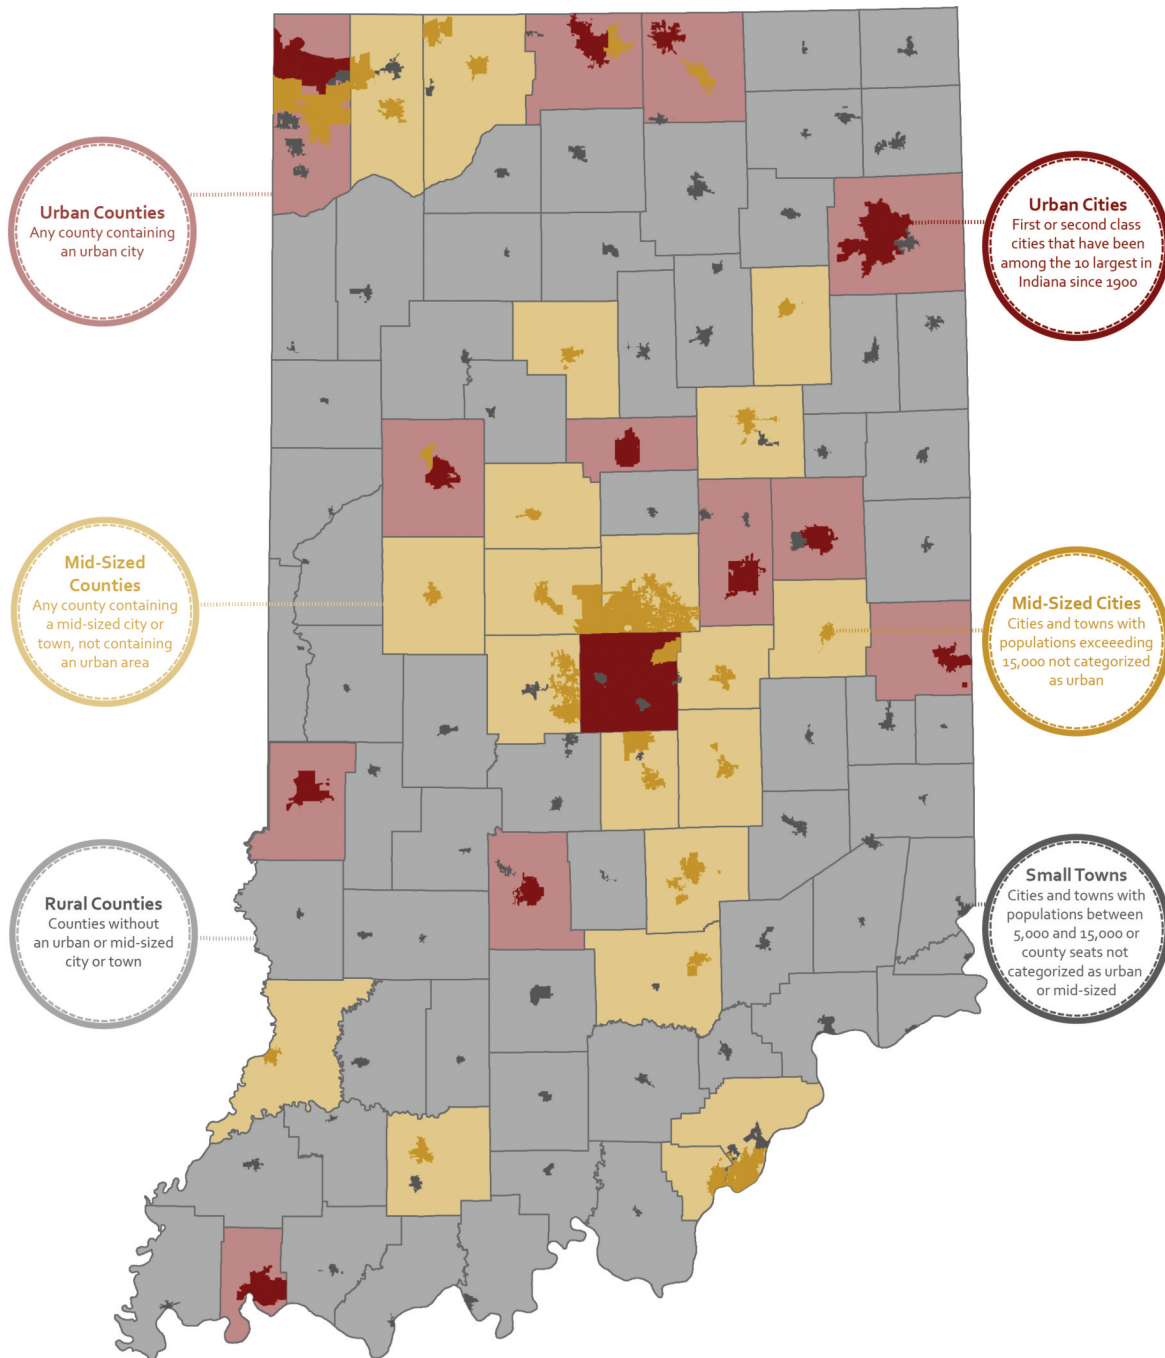 Urban Counties
Any county containing
an urban city
Urban Cities
First or second class
cities that have been
among the 10 largest in
Indiana since 1900
Mid-Sized
Counties
Any county containing
a mid-sized city or
town, not containing
an urban area
Mid-Sized Cities
Cities and towns with
populations exceeeding
15,000 not categorized
as urban
Rural Counties
Counties without
an urban or mid-sized
city or town
Small Towns
Cities and towns with
populations between
5,000 and 15,000 or
county seats not
categorized as urban
or mid-sized